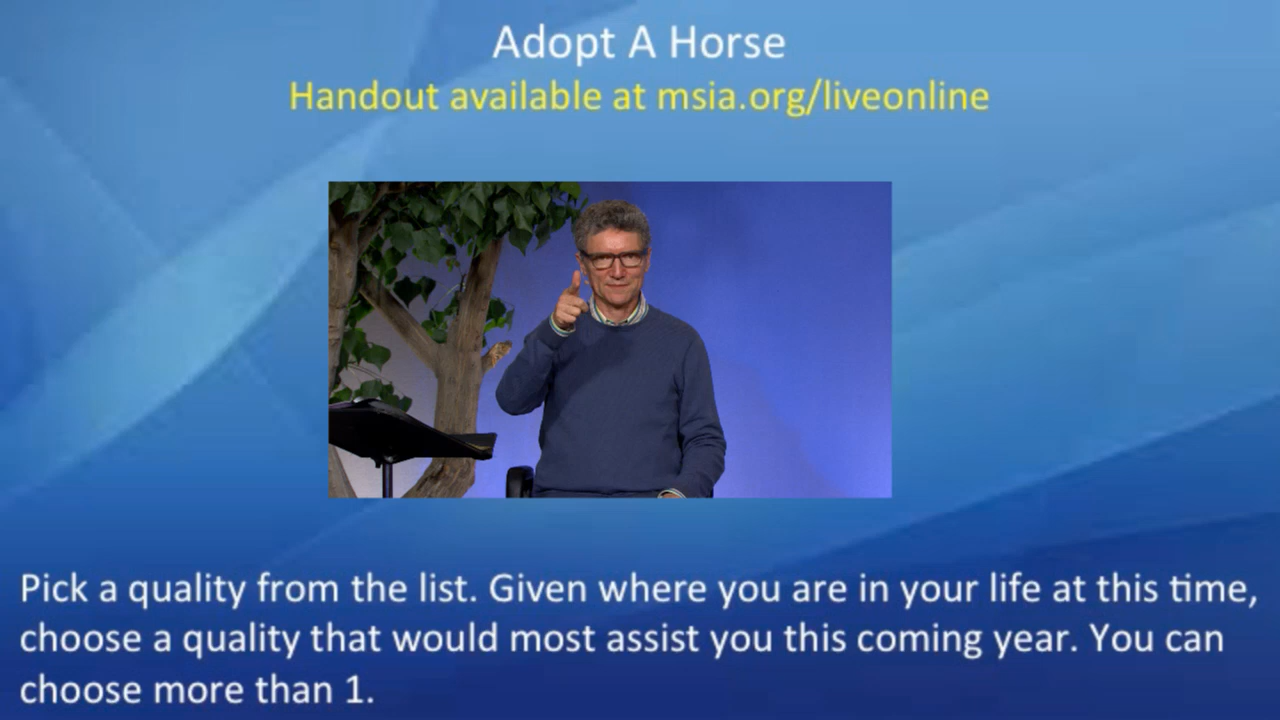 Adopt A Horse
Handout available at msia.org/liveonline
Pick a quality from the list. Given where you are in your life at this time,
choose a quality that would most assist you this coming year. You can
choose more than 1.